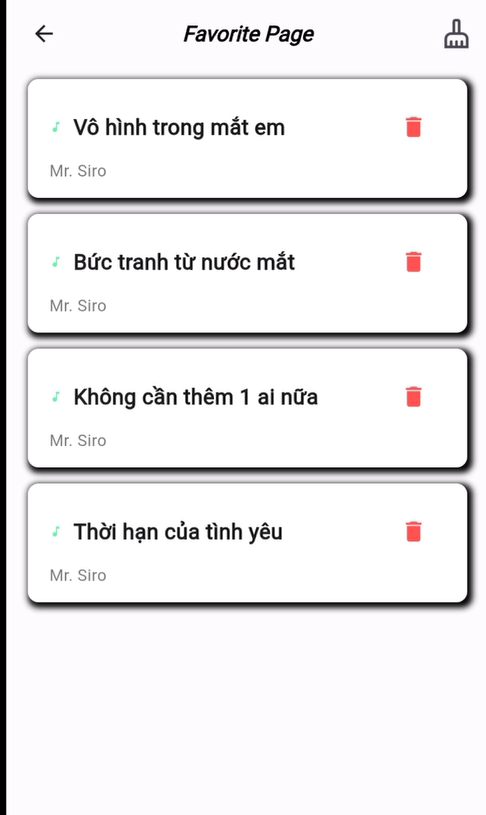 Favorite Page
Vô hình trong mắt em
Mr. Siro
Bức tranh từ nước mắt
Mr. Siro
Không cần thêm 1 ai nữa
Mr. Siro
Thời hạn của tình yêu
Mr. Siro